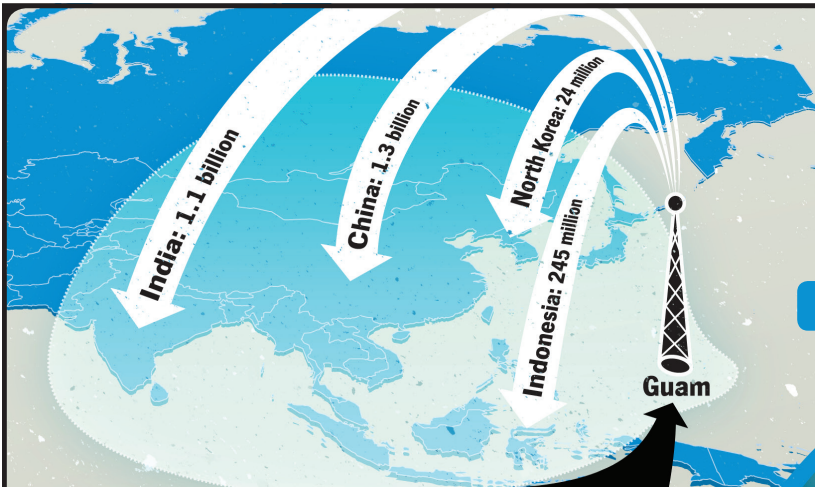 India: 1.1 billion
China: 1.3 billion
North Korea: 24 million
Indonesia: 245 million
Guam